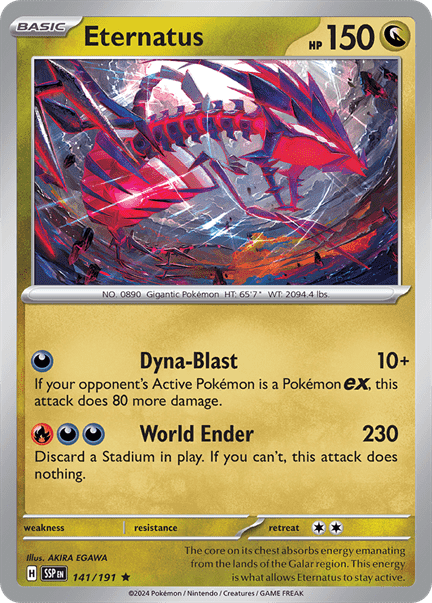 BASIC Eternatus HP 150
NO. 0890 Gigantic Pokémon HT: 65'7" WT: 2094.4 lbs.
Dyna-Blast 10+
If your opponent's Active Pokémon is a Pokémon ex, this
attack does 80 more damage.
World Ender 230
Discard a Stadium in play. If you can't, this attack does
nothing.
weakness resistance retreat
Illus. AKIRA EGAWA
H SSP EN 141/191
The core on its chest absorbs energy emanating
from the lands of the Galar region. This energy
is what allows Eternatus to stay active.
©2024 Pokémon / Nintendo / Creatures / GAME FREAK